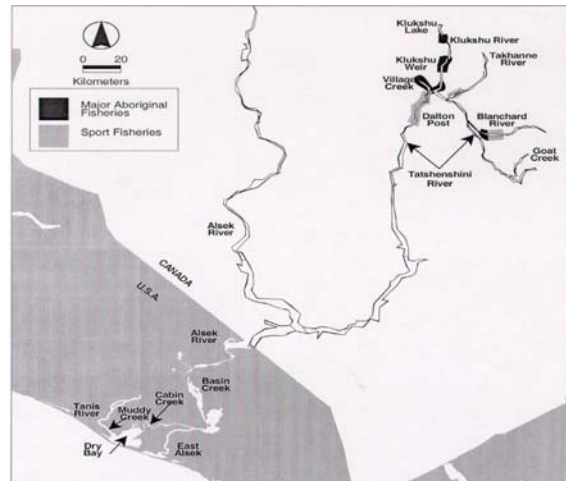 0
20
Kilometers
Major Aboriginal
Fisheries
Sport Fisheries
Klukshu
Lake
Klukshu River
Klukshu
Weir
Takhanne
River
Village
Creek
Dalton
Post
Blanchard
River
Goat
Creek
Tatshenshini
River
Alsek
River
CANADA
U.S.A.
Alsek
River
Basin
Creek
Cabin
Creek
Tanis
River
Muddy
Creek
Dry
Bay
East
Alsek